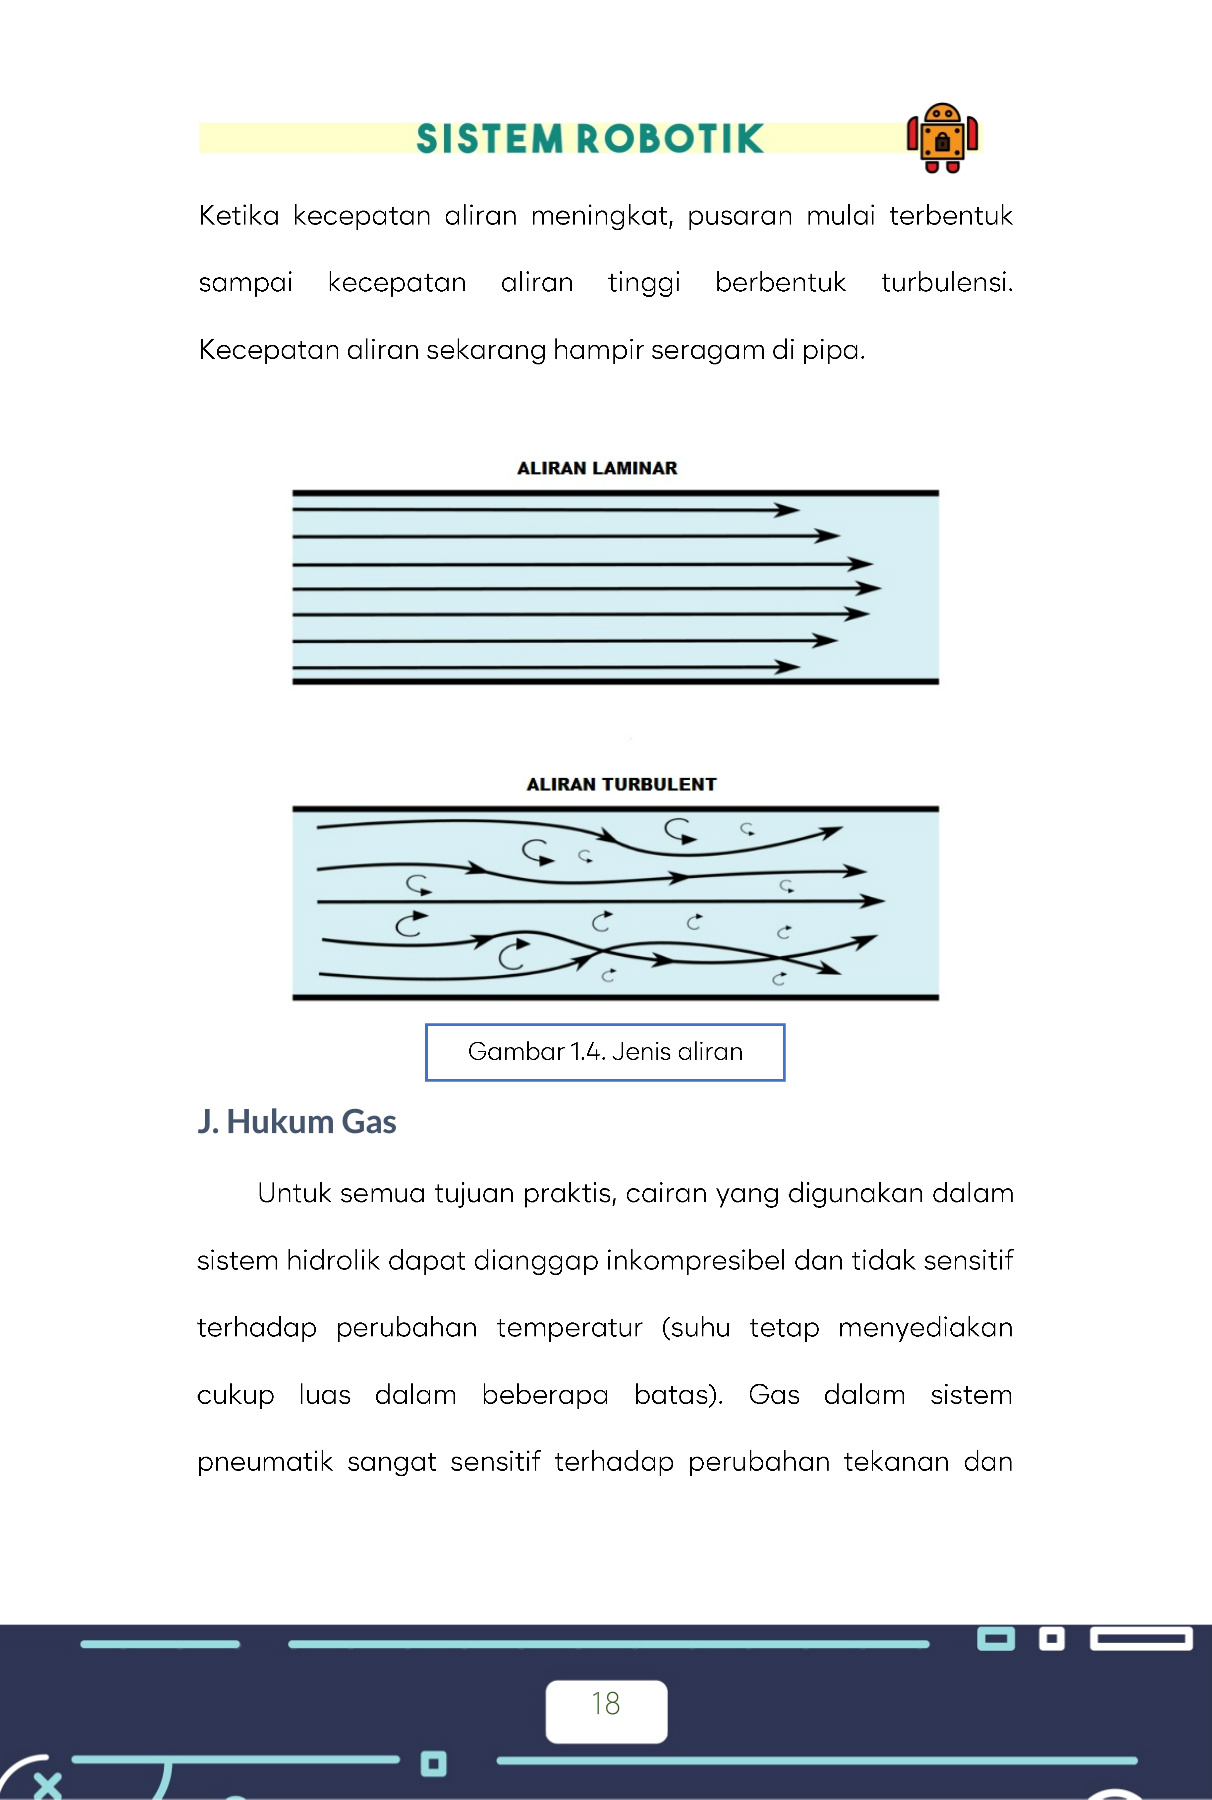 SISTEM ROBOTIK
Ketika kecepatan aliran meningkat, pusaran mulai terbentuk
sampai kecepatan aliran tinggi berbentuk turbulensi.
Kecepatan aliran sekarang hampir seragam di pipa.
ALIRAN LAMINAR
ALIRAN TURBULENT
Gambar 1.4. Jenis aliran
J. Hukum Gas
Untuk semua tujuan praktis, cairan yang digunakan dalam
sistem hidrolik dapat dianggap inkompresibel dan tidak sensitif
terhadap perubahan temperatur (suhu tetap menyediakan
cukup luas dalam beberapa batas). Gas dalam sistem
pneumatik sangat sensitif terhadap perubahan tekanan dan
18